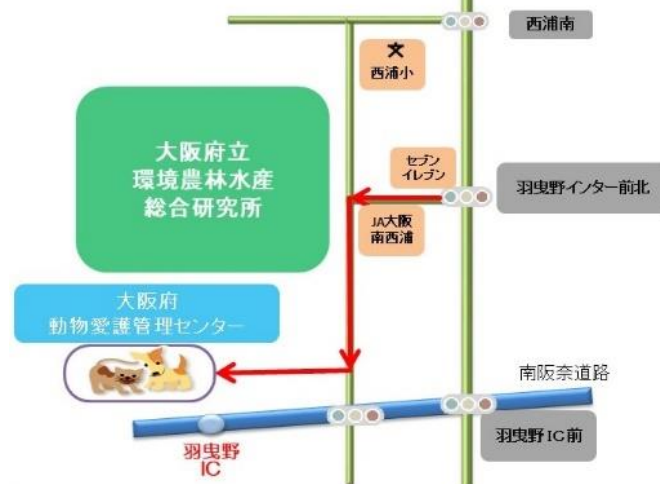 西浦南
文
西浦小
大阪府立
環境農林水産
総合研究所
セブン
イレブン
羽曳野インター前北
JA大阪
南西浦
大阪府
動物愛護管理センター
南阪奈道路
羽曳野IC前
羽曳野
IC